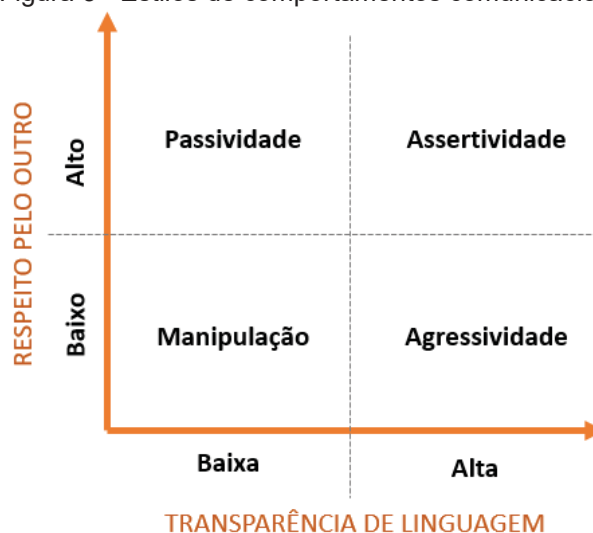 Alto
Passividade
Assertividade
RESPEITO PELO OUTRO
Baixo
Manipulação
Agressividade
Baixa
Alta
TRANSPARÊNCIA DE LINGUAGEM